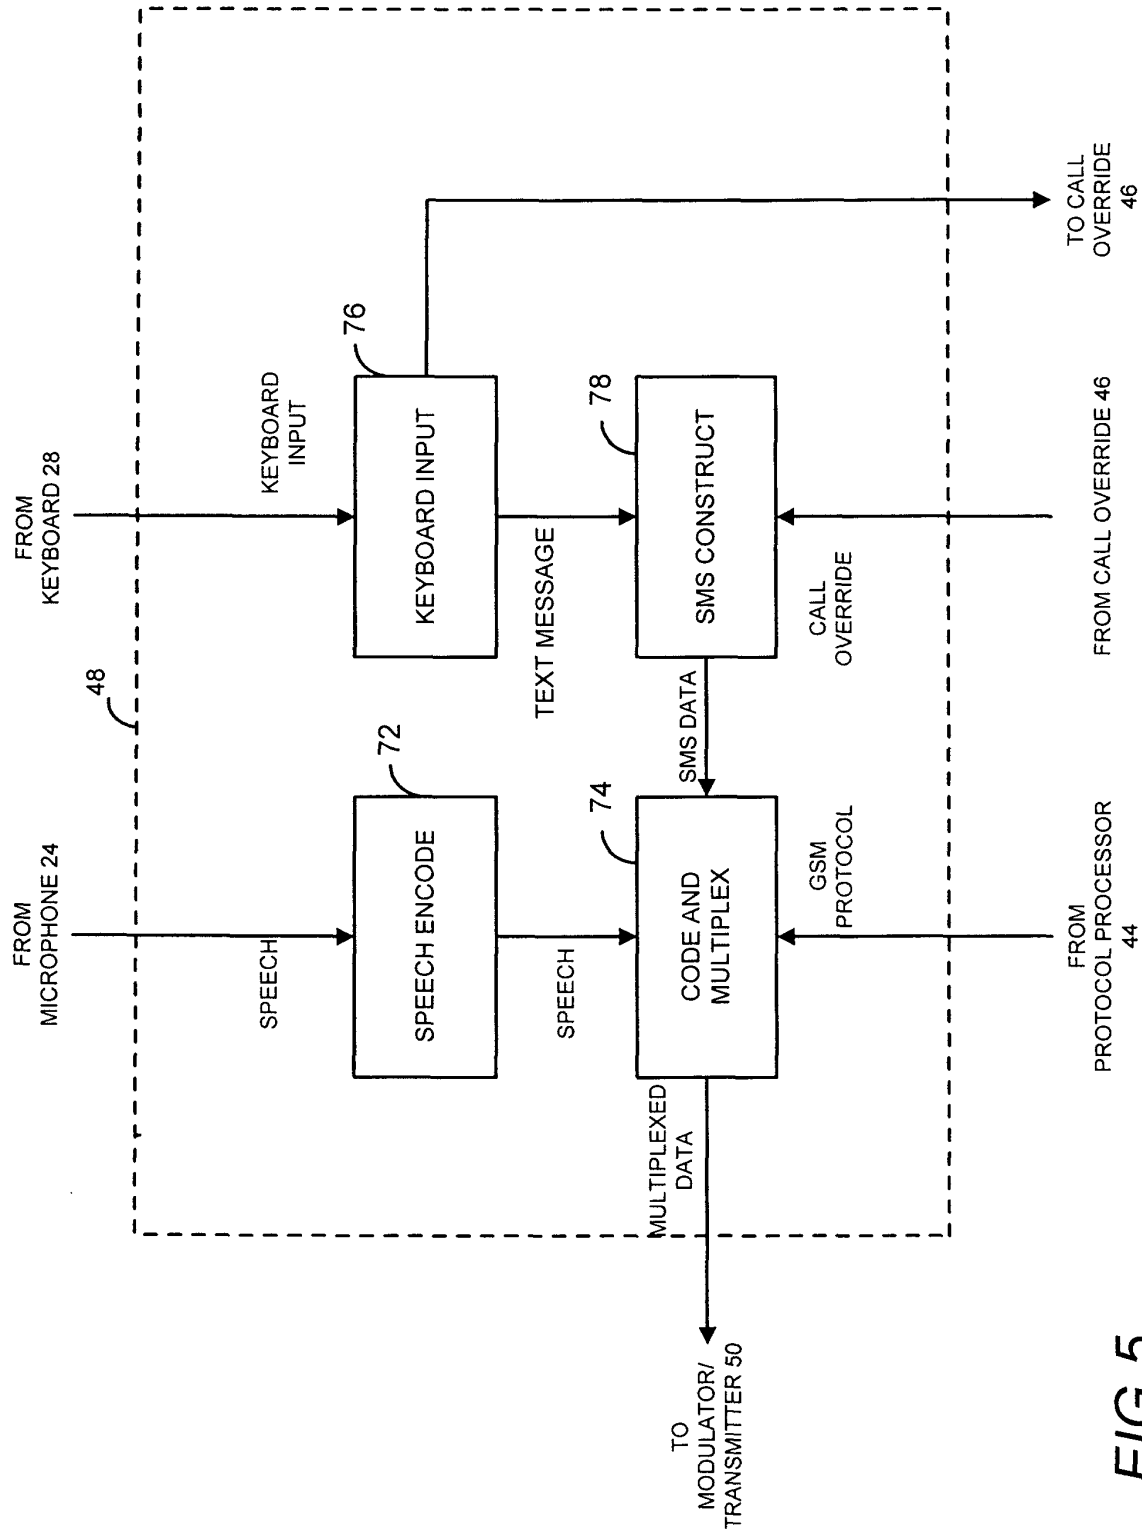 FROM
MICROPHONE 24
FROM
KEYBOARD 28
48
SPEECH
KEYBOARD
INPUT
72
76
SPEECH ENCODE
KEYBOARD INPUT
SPEECH
TEXT MESSAGE
74
78
CODE AND
MULTIPLEX
SMS DATA
SMS CONSTRUCT
MULTIPLEXED
DATA
TO
MODULATOR/
TRANSMITTER 50
GSM
PROTOCOL
CALL
OVERRIDE
FROM
PROTOCOL PROCESSOR
44
FROM CALL OVERRIDE 46
TO CALL
OVERRIDE
46
FIG 5